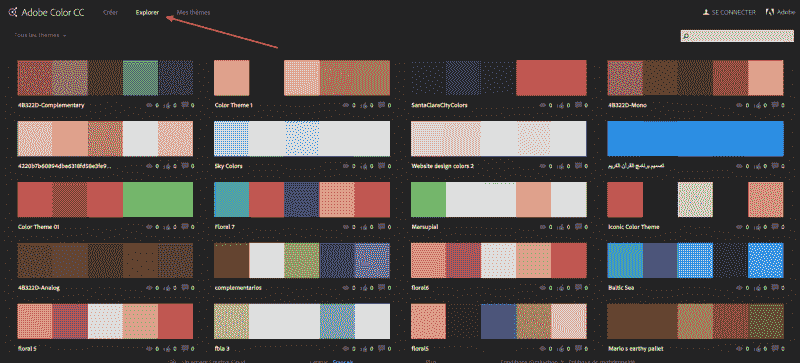 Adobe Color CC
Créer
Explorer
Mes thèmes
SE CONNECTER
Adobe
Tous les thèmes
4B322D-Complementary
0 0 0
Color Theme 1
0 0 0
SantaClaraCityColors
0 0 0
4B322D-Mono
0 0 0
0 0 0
Sky Colors
0 0 0
Website design colors 2
0 0 0
تصميم برنامج القرآن الكريم
0 0 0
Color Theme 01
0 0 0
Floral 7
0 0 0
Marsupial
0 0 0
Iconic Color Theme
0 0 0
4B322D-Analog
0 0 0
complementarios
0 0 0
floral6
0 0 0
Baltic Sea
0 0 0
floral 5
0 0 0
fbla 3
0 0 0
floral5
0 0 0
Mario s earthy pallet
0 0 0